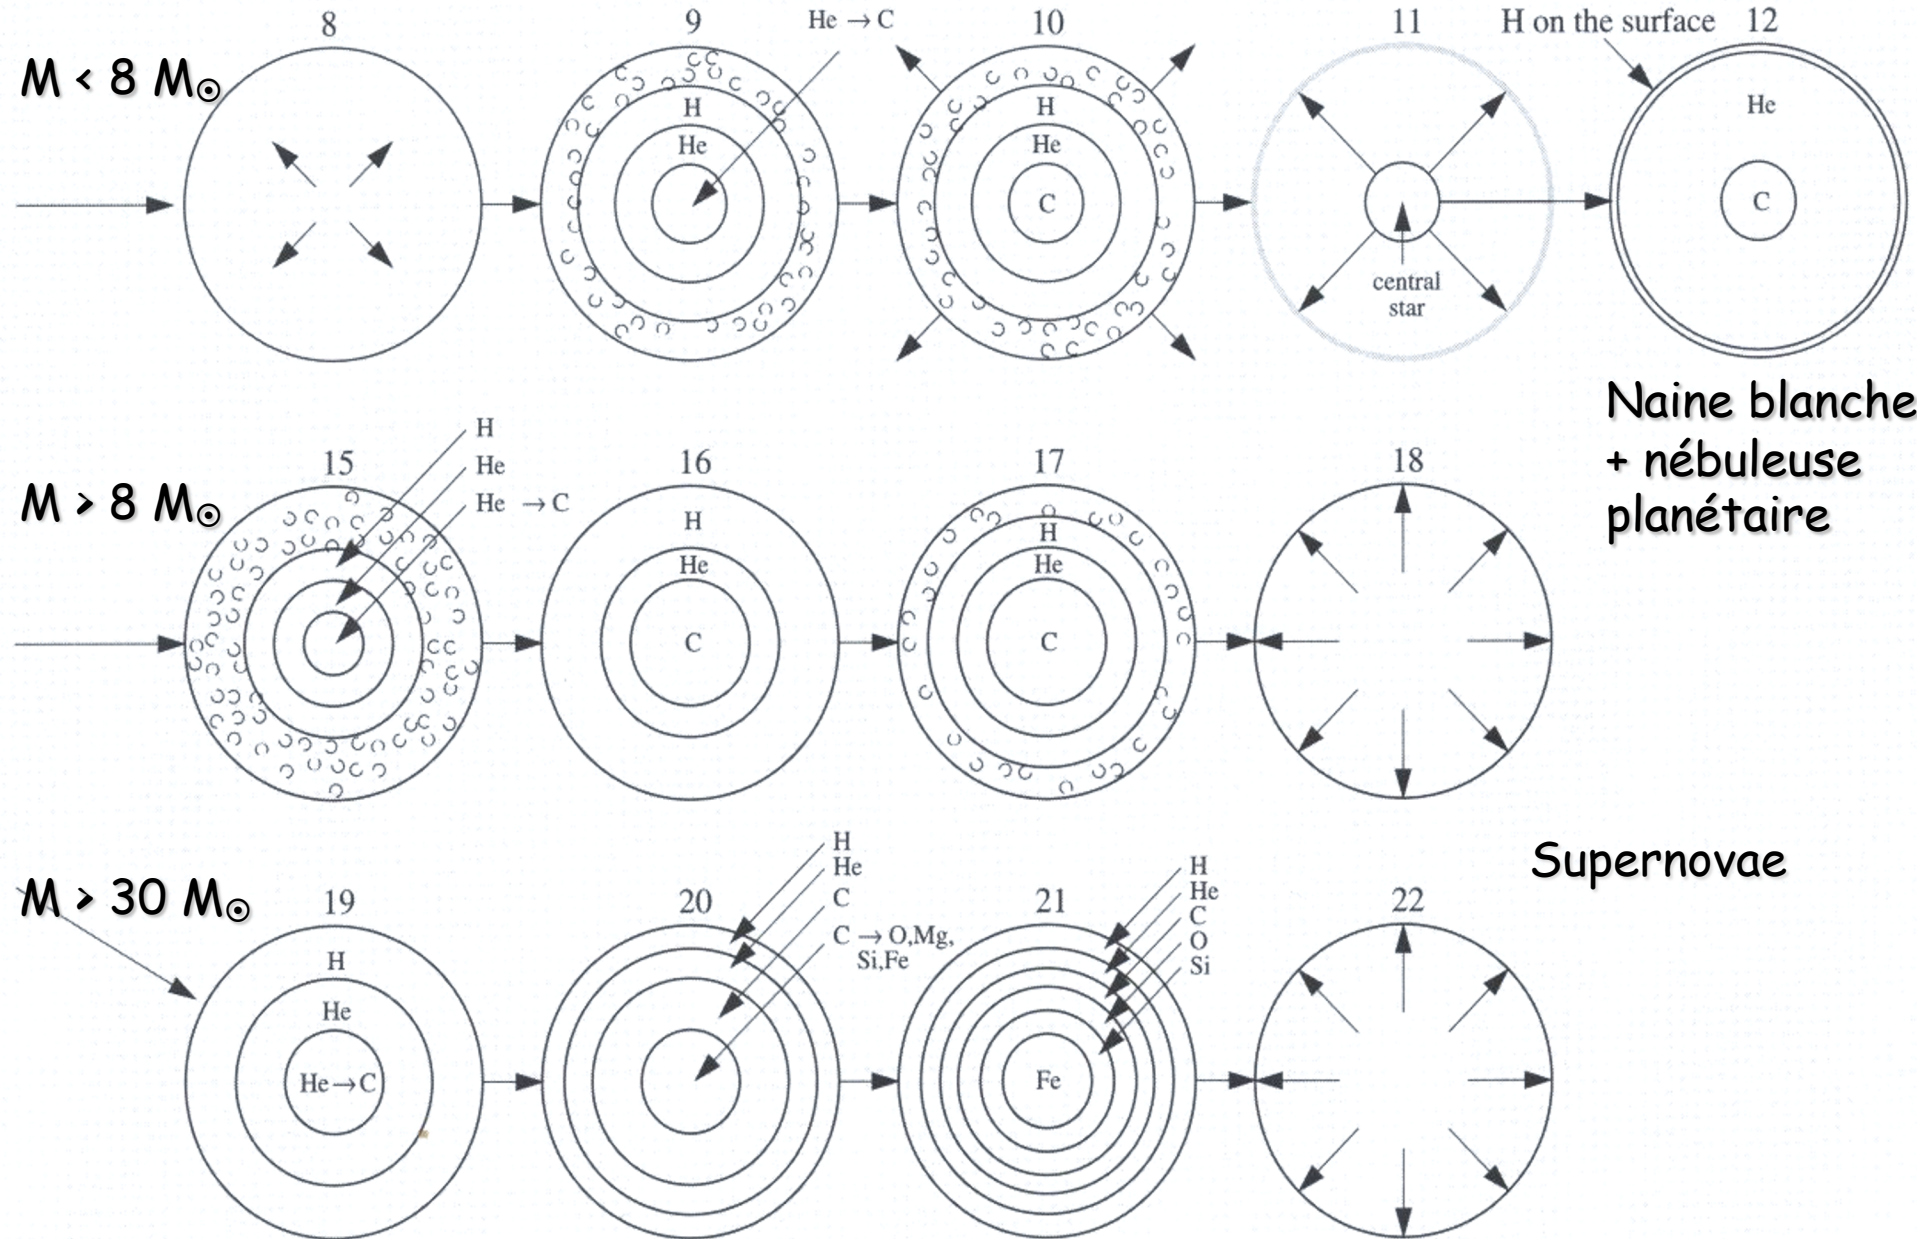 8
9
He → C
10
11
H on the surface
12
M < 8 M☉
H
He
H
He
C
central
star
He
C
Naine blanche
+ nébuleuse
planétaire
15
H
He
He → C
16
17
18
M > 8 M☉
H
He
C
H
He
C
Supernovae
M > 30 M☉
19
20
H
He
C
C → O,Mg,
Si,Fe
21
H
He
C
O
Si
22
H
He
He→C
Fe